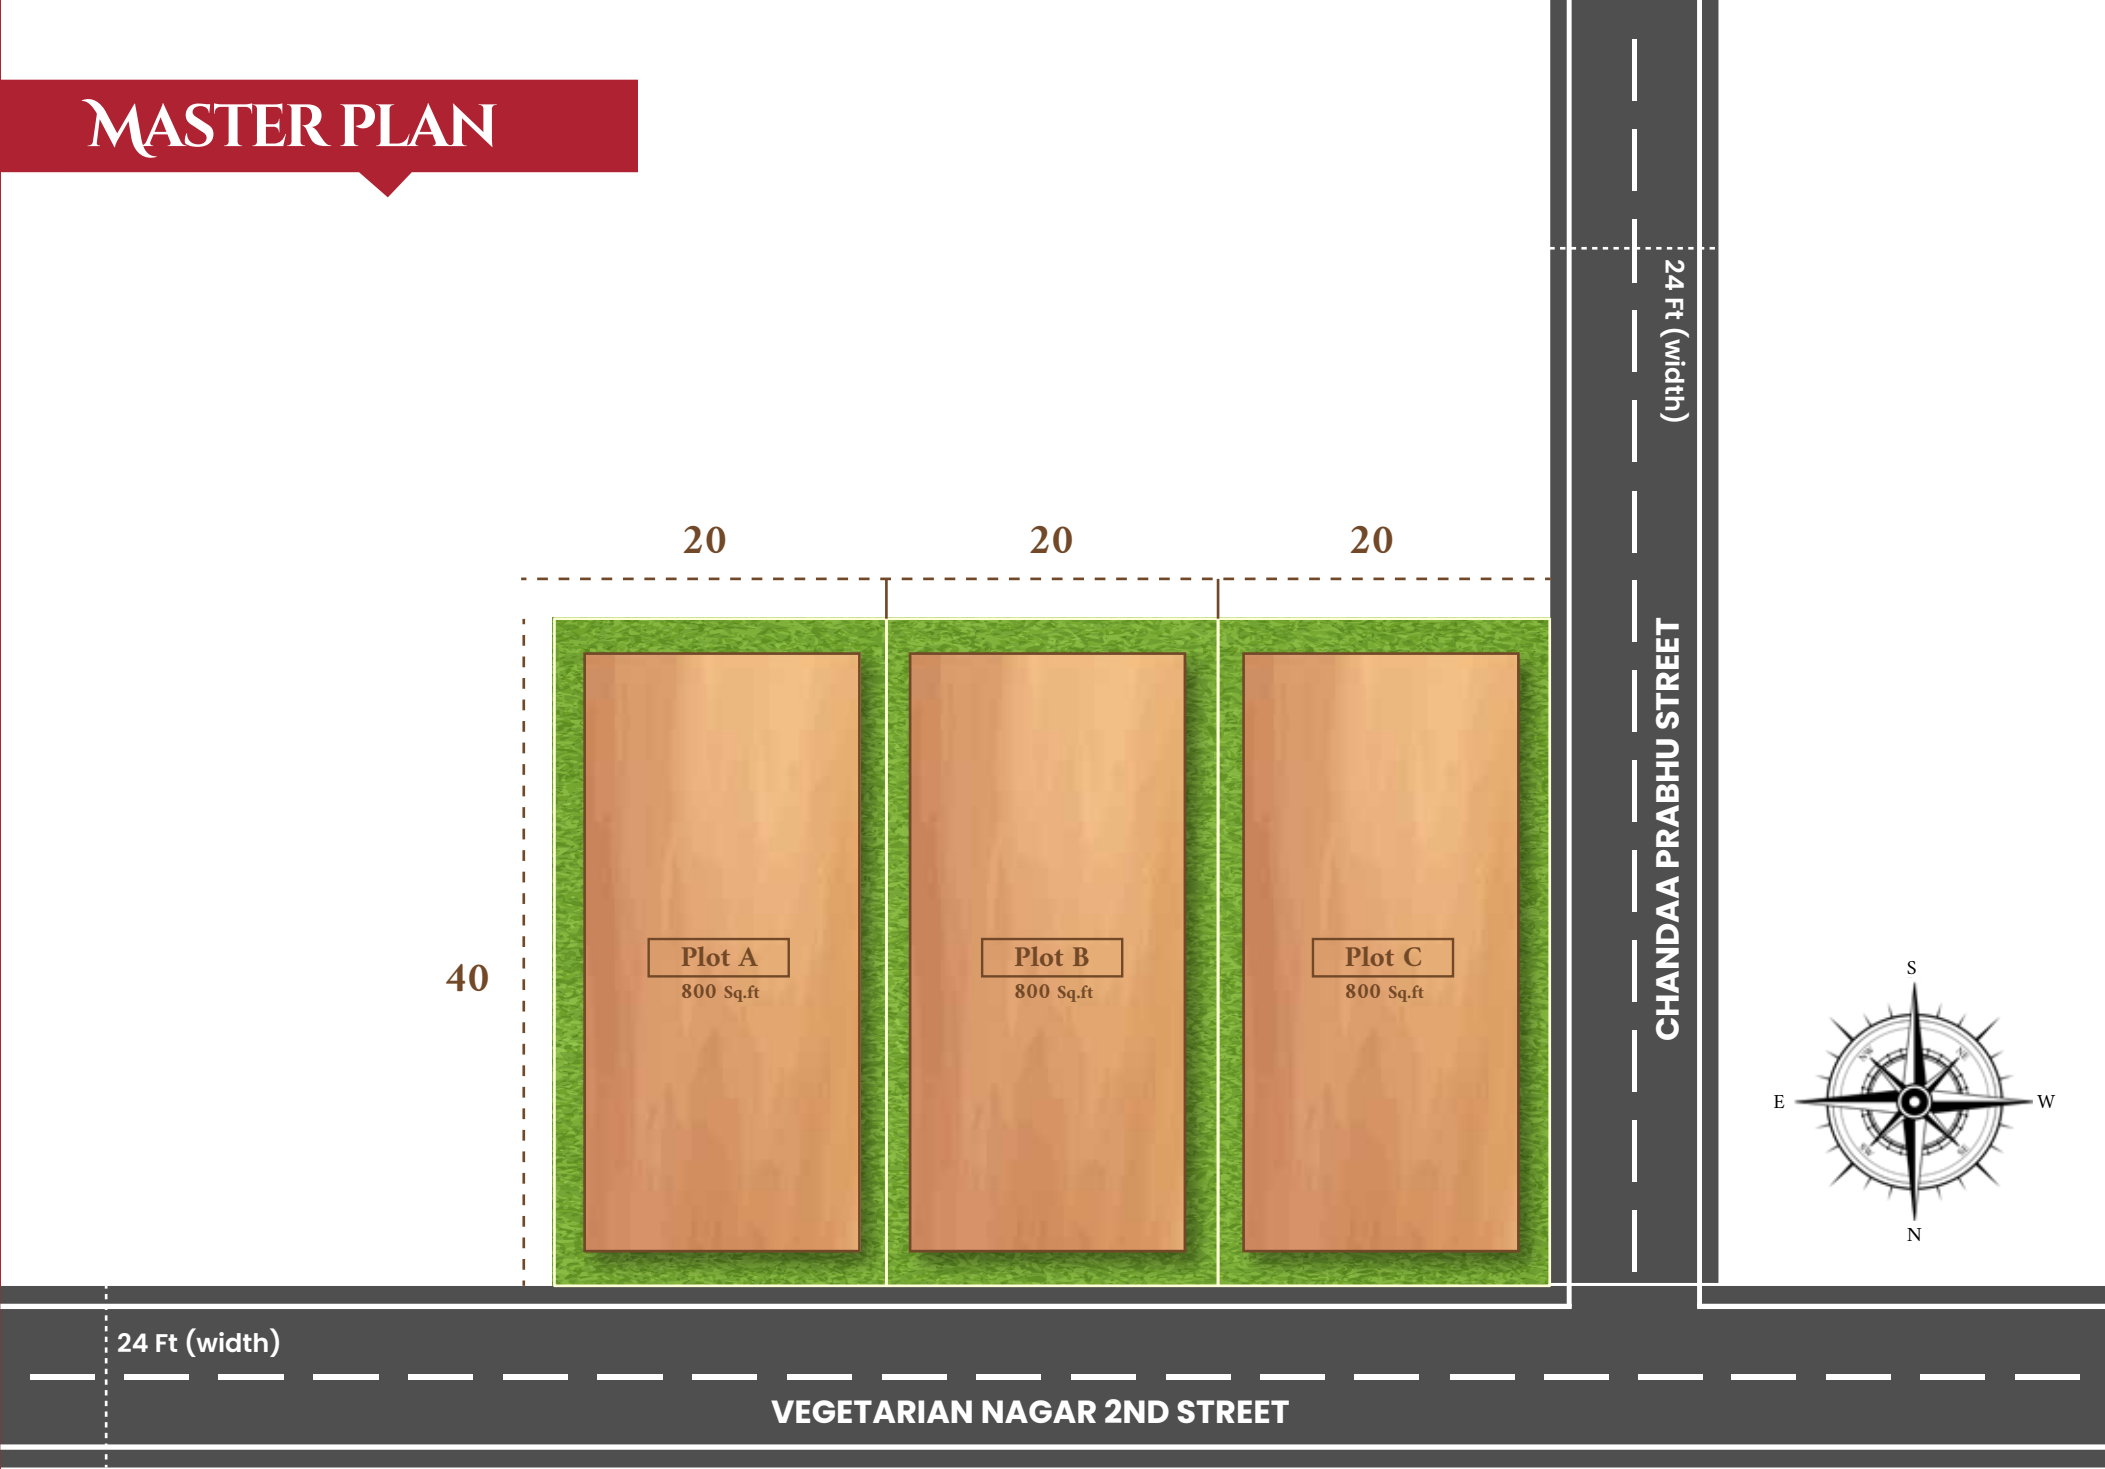 MASTER PLAN
24 Ft (width)
20 20 20
CHANDAA PRABHU STREET
40
Plot A
800 Sq.ft
Plot B
800 Sq.ft
Plot C
800 Sq.ft
S
E
W
N
24 Ft (width)
VEGETARIAN NAGAR 2ND STREET